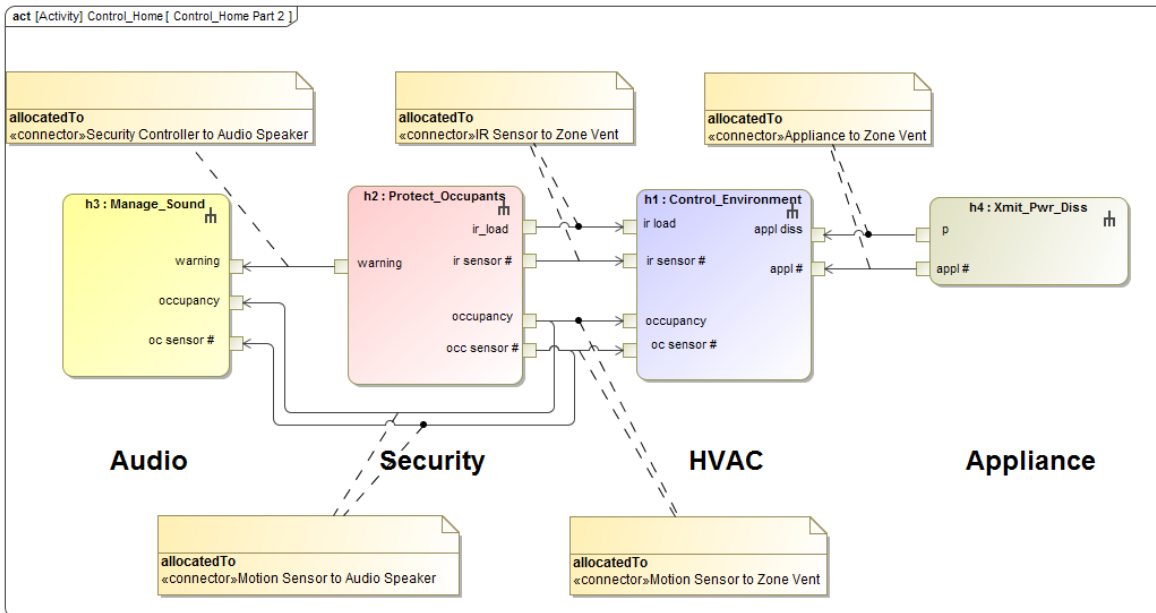 act [Activity] Control_Home [ Control_Home Part 2 ]
allocatedTo
«connector»Security Controller to Audio Speaker
allocatedTo
«connector»IR Sensor to Zone Vent
allocatedTo
«connector»Appliance to Zone Vent
h3 : Manage_Sound
warning
occupancy
oc sensor #
h2 : Protect_Occupants
ir_load
warning
ir sensor #
occupancy
occ sensor #
h1 : Control_Environment
ir load
appl diss
ir sensor #
appl #
occupancy
oc sensor #
h4 : Xmit_Pwr_Diss
p
appl #
Audio
Security
HVAC
Appliance
allocatedTo
«connector»Motion Sensor to Audio Speaker
allocatedTo
«connector»Motion Sensor to Zone Vent